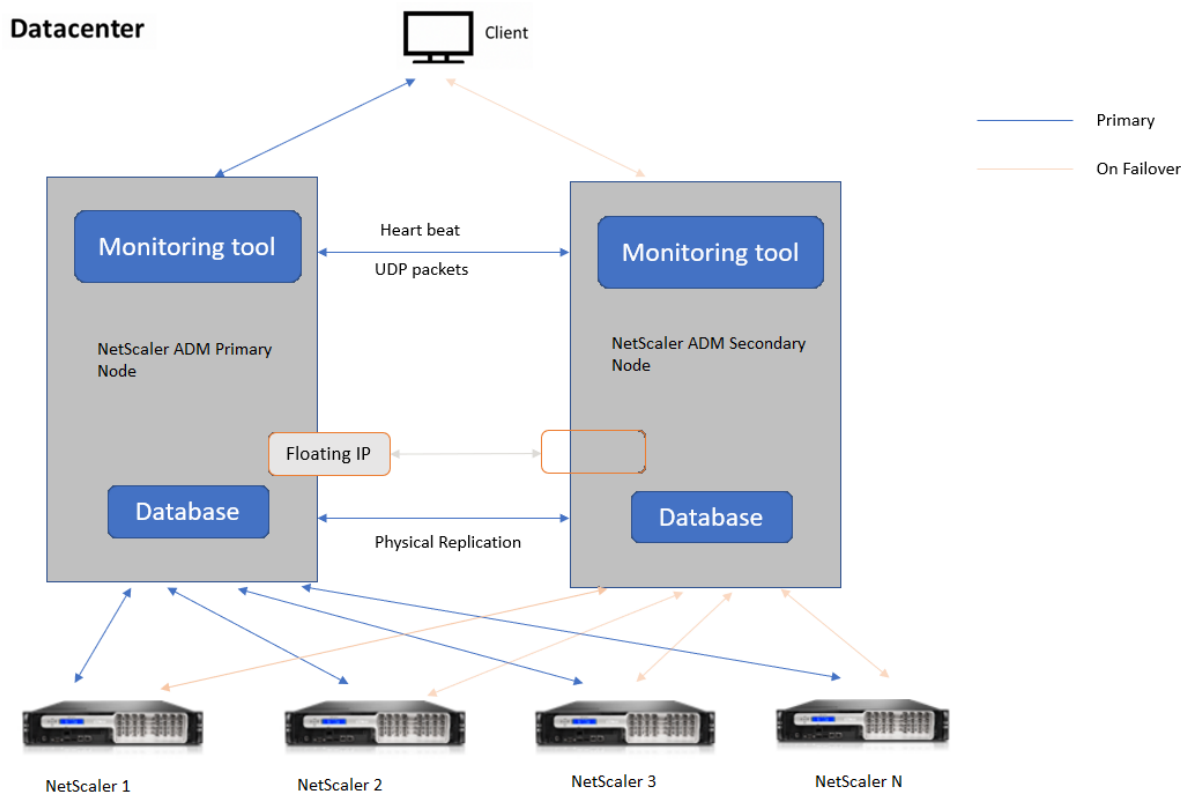 Datacenter
Client
Primary
On Failover
Monitoring tool
Heart beat
UDP packets
Monitoring tool
NetScaler ADM Primary
Node
NetScaler ADM Secondary
Node
Floating IP
Database
Physical Replication
Database
NetScaler 1
NetScaler 2
NetScaler 3
NetScaler N